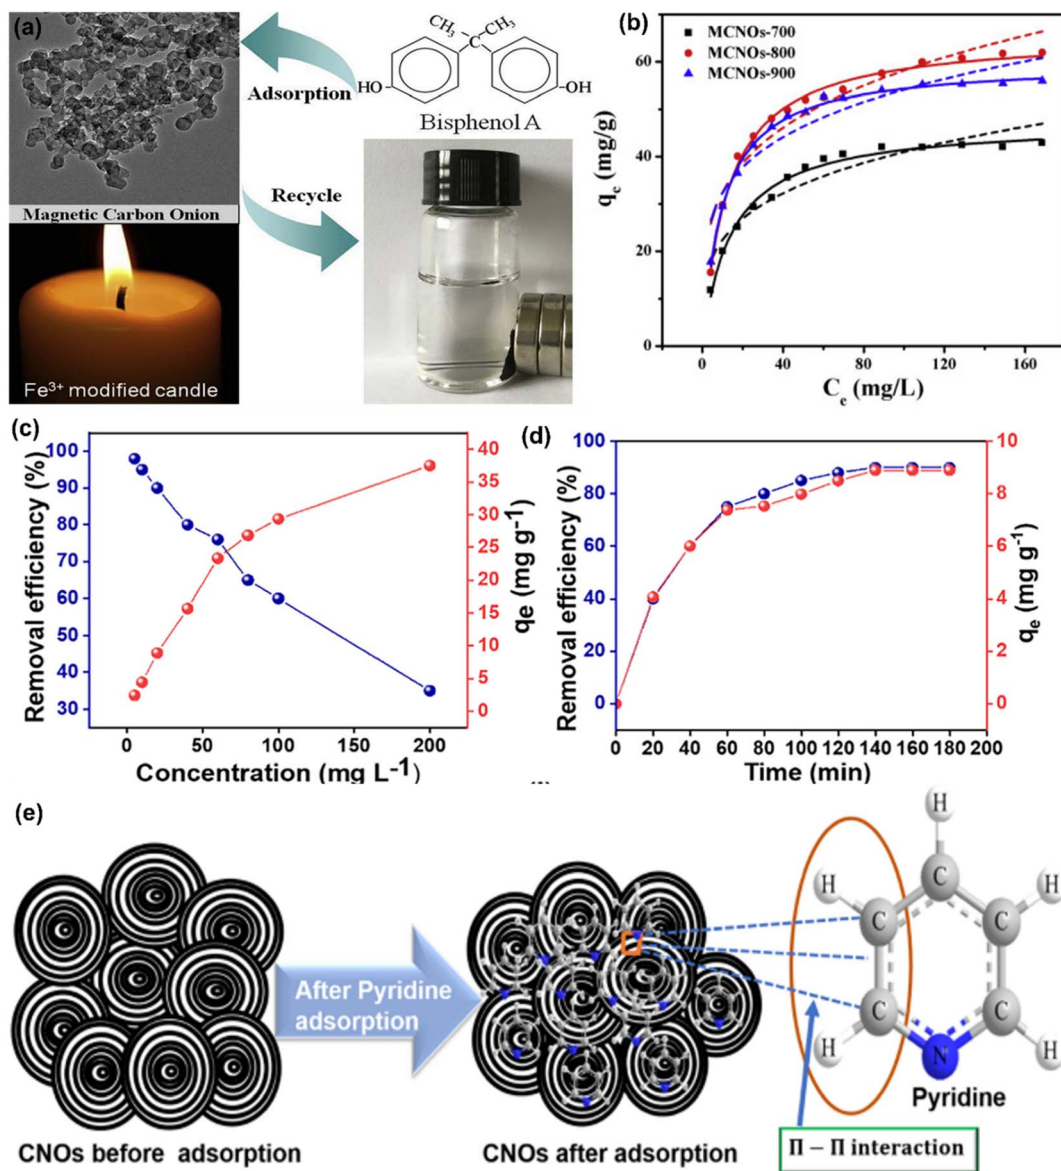 (a)
CH₃
CH₃
C
HO
-OH
Adsorption
Bisphenol A
Recycle
Magnetic Carbon Onion
Fe³⁺ modified candle
(b)
MCNOs-700
MCNOs-800
MCNOs-900
60
40
20
0
qₑ (mg/g)
0 40 80 120 160
Cₑ (mg/L)
(c)
100
90
80
70
60
50
40
30
Removal efficiency (%)
40
35
30
25
20
15
10
5
0
qe (mg g⁻¹)
0 50 100 150 200
Concentration (mg L⁻¹)
(d)
100
80
60
40
20
0
Removal efficiency (%)
10
8
6
4
2
0
qₑ (mg g⁻¹)
0 20 40 60 80 100 120 140 160 180 200
Time (min)
(e)
After Pyridine
adsorption
CNOs before adsorption
CNOs after adsorption
H
H
C
H
C
C
C
C
H
N
H
Pyridine
Π – Π interaction